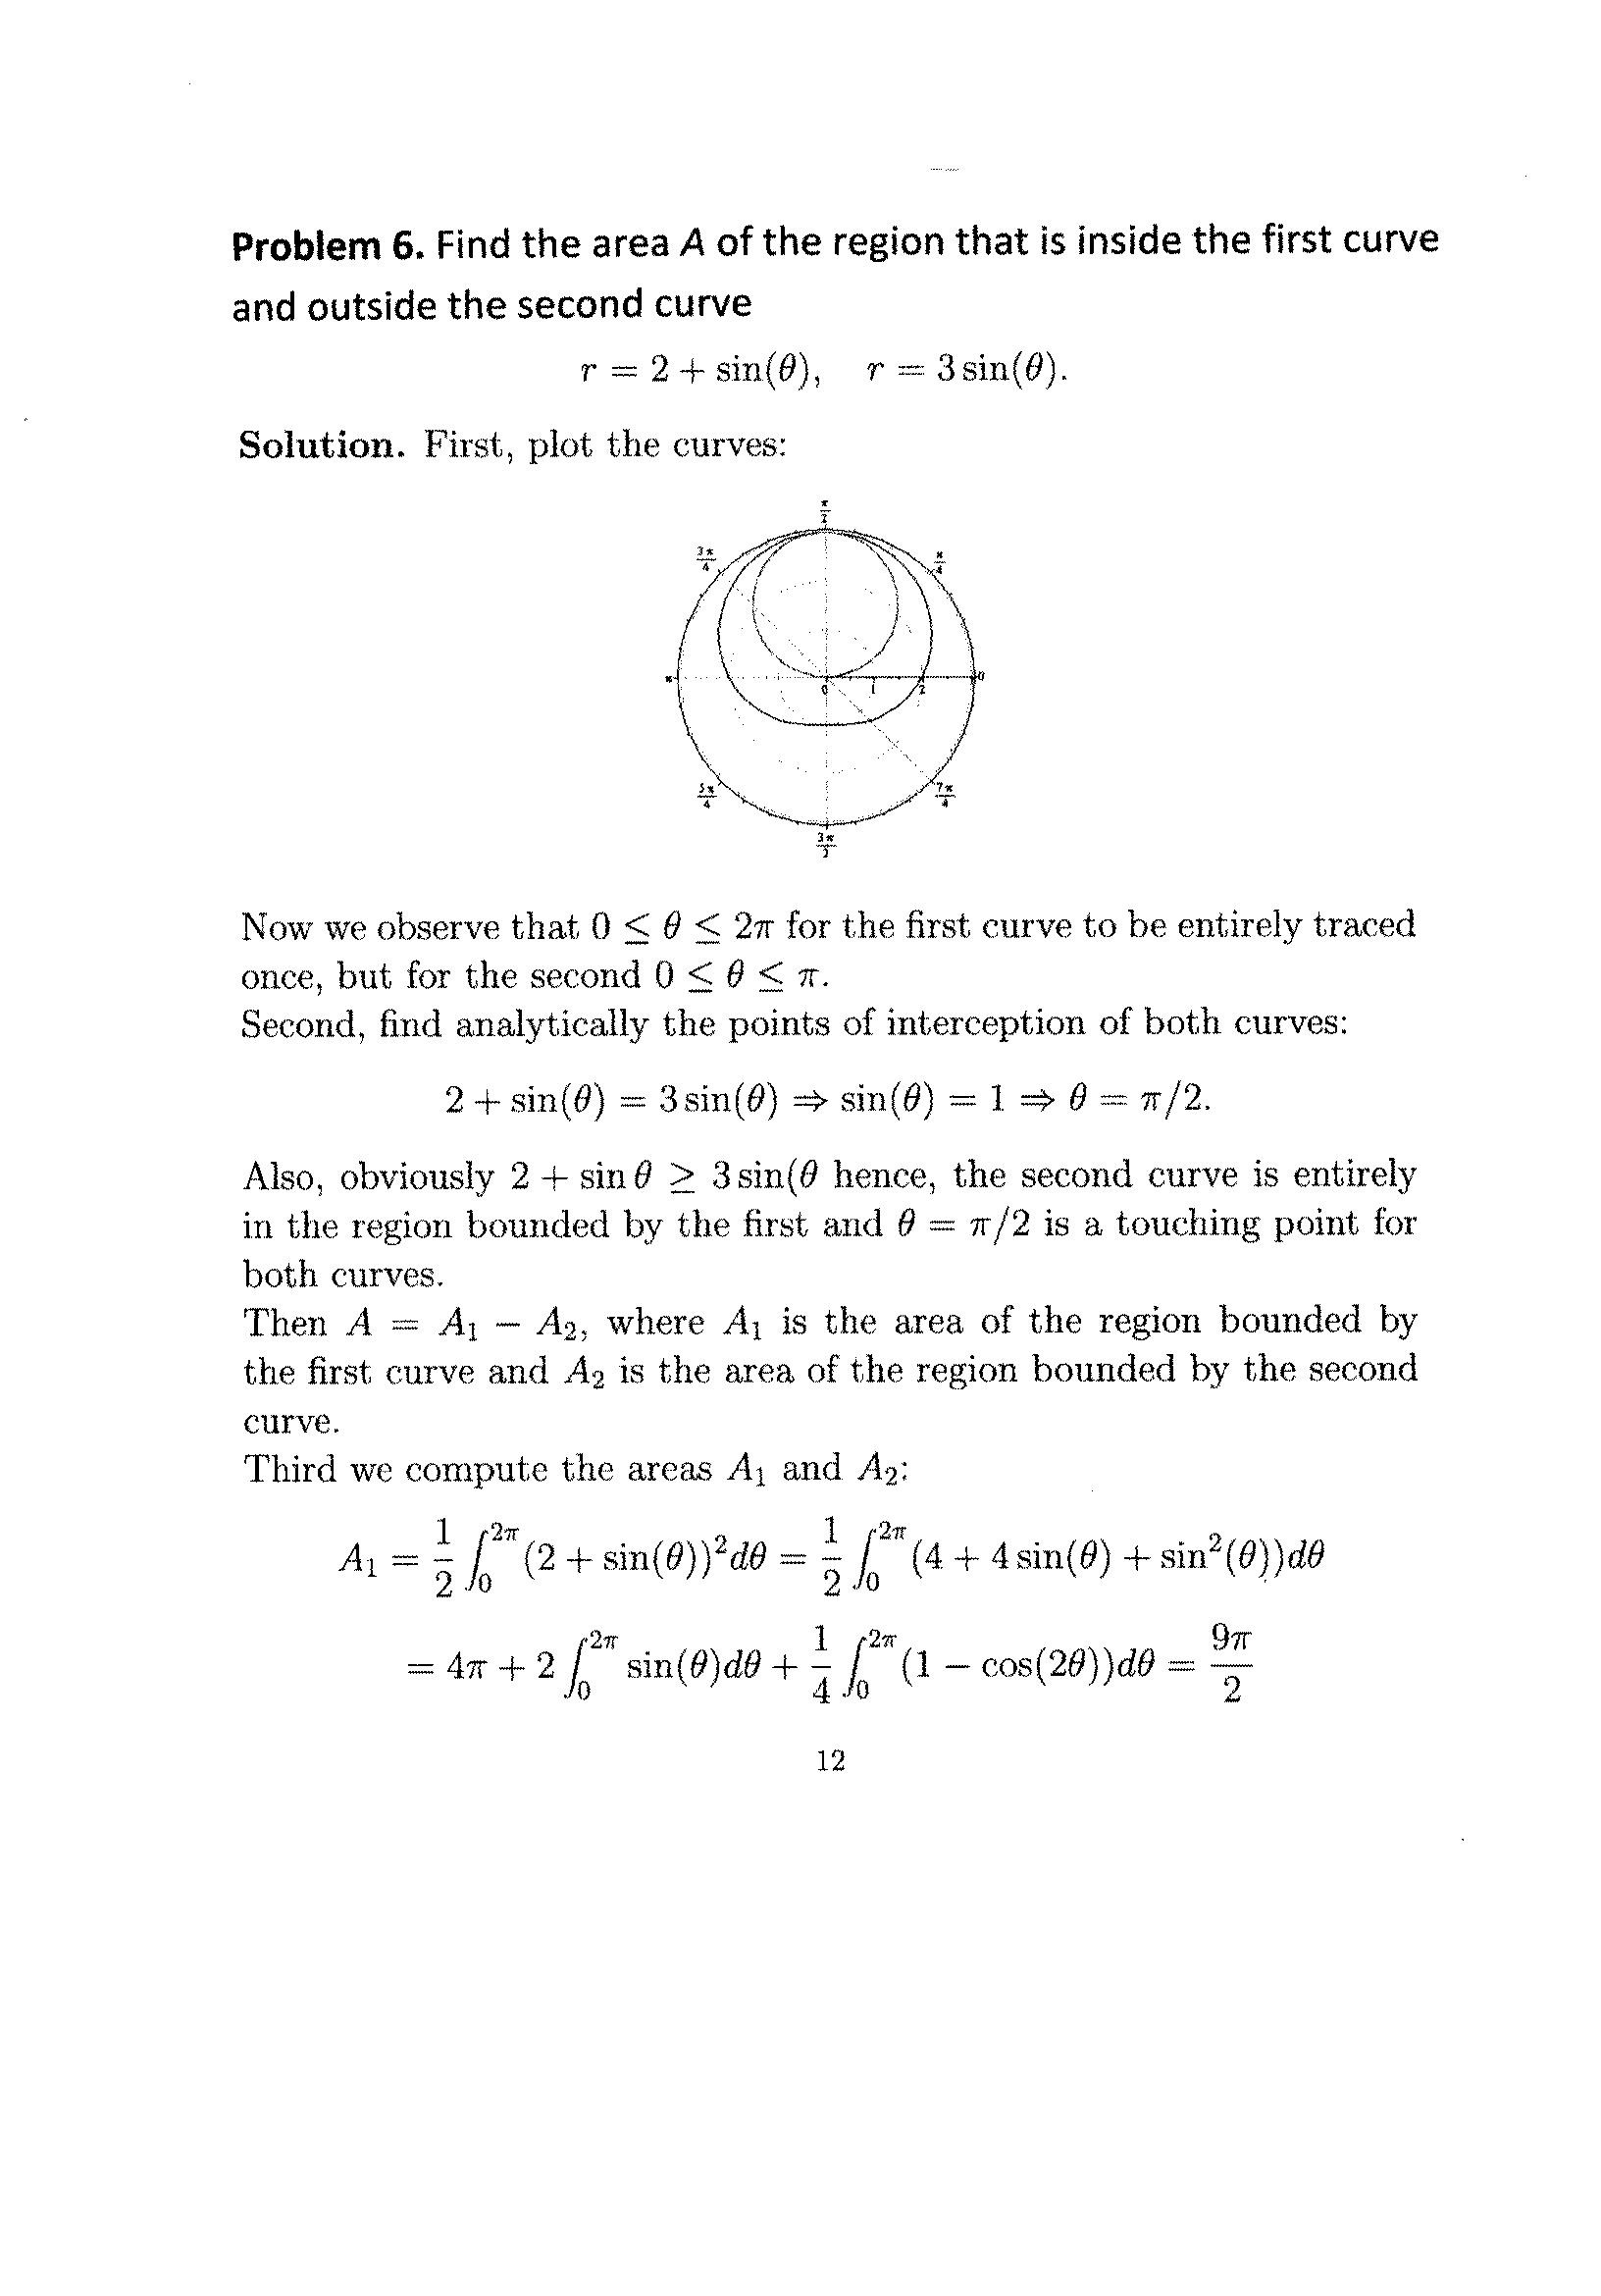 Problem 6. Find the area A of the region that is inside the first curve
and outside the second curve
r = 2 + sin(θ),   r = 3 sin(θ).
Solution. First, plot the curves:
π/2
3π/4   π/4
π   0   1   2   0
5π/4   7π/4
3π/2
Now we observe that 0 ≤ θ ≤ 2π for the first curve to be entirely traced
once, but for the second 0 ≤ θ ≤ π.
Second, find analytically the points of interception of both curves:
2 + sin(θ) = 3 sin(θ) ⇒ sin(θ) = 1 ⇒ θ = π/2.
Also, obviously 2 + sin θ ≥ 3 sin(θ hence, the second curve is entirely
in the region bounded by the first and θ = π/2 is a touching point for
both curves.
Then A = A₁ − A₂, where A₁ is the area of the region bounded by
the first curve and A₂ is the area of the region bounded by the second
curve.
Third we compute the areas A₁ and A₂:
A₁ = 1/2 ∫₀^{2π} (2 + sin(θ))² dθ = 1/2 ∫₀^{2π} (4 + 4 sin(θ) + sin²(θ))dθ
= 4π + 2 ∫₀^{2π} sin(θ)dθ + 1/4 ∫₀^{2π} (1 − cos(2θ))dθ = 9π/2
12